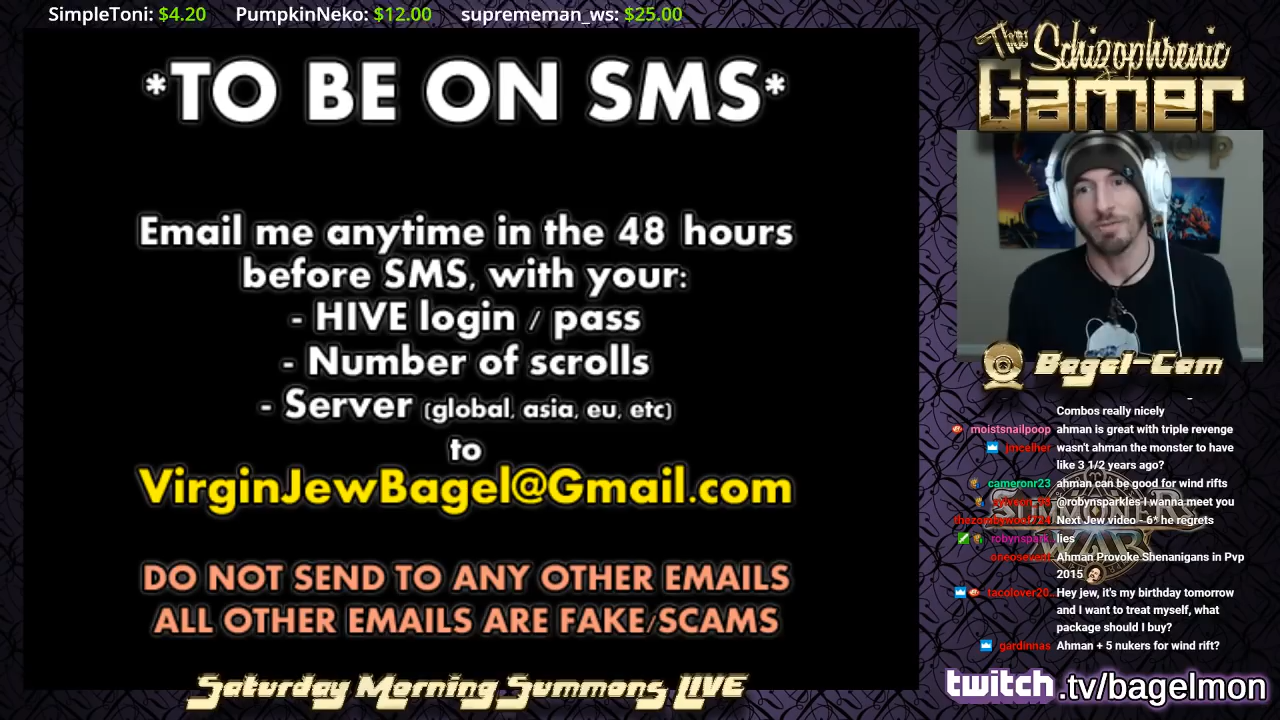 SimpleToni: $4.20 PumpkinNeko: $12.00 suprememan_ws: $25.00
*TO BE ON SMS*
Email me anytime in the 48 hours
before SMS, with your:
- HIVE login / pass
- Number of scrolls
- Server (global, asia, eu, etc)
to
VirginJewBagel@Gmail.com
DO NOT SEND TO ANY OTHER EMAILS
ALL OTHER EMAILS ARE FAKE/SCAMS
Saturday Morning Summons LIVE
The Schizophrenic
Gamer
Bagel-Cam
Combos really nicely
moistsnailpoop ahman is great with triple revenge
jmcelher wasn't ahman the monster to have
like 3 1/2 years ago?
cameronr23 ahman can be good for wind rifts
@robynsparkles I wanna meet you
Next Jew video - 6* he regrets
robynspark.. lies
oneosevent Ahman Provoke Shenanigans in Pvp
2015
tacolover20.. Hey jew, it's my birthday tomorrow
and I want to treat myself, what
package should I buy?
gardinnas Ahman + 5 nukers for wind rift?
twitch.tv/bagelmon